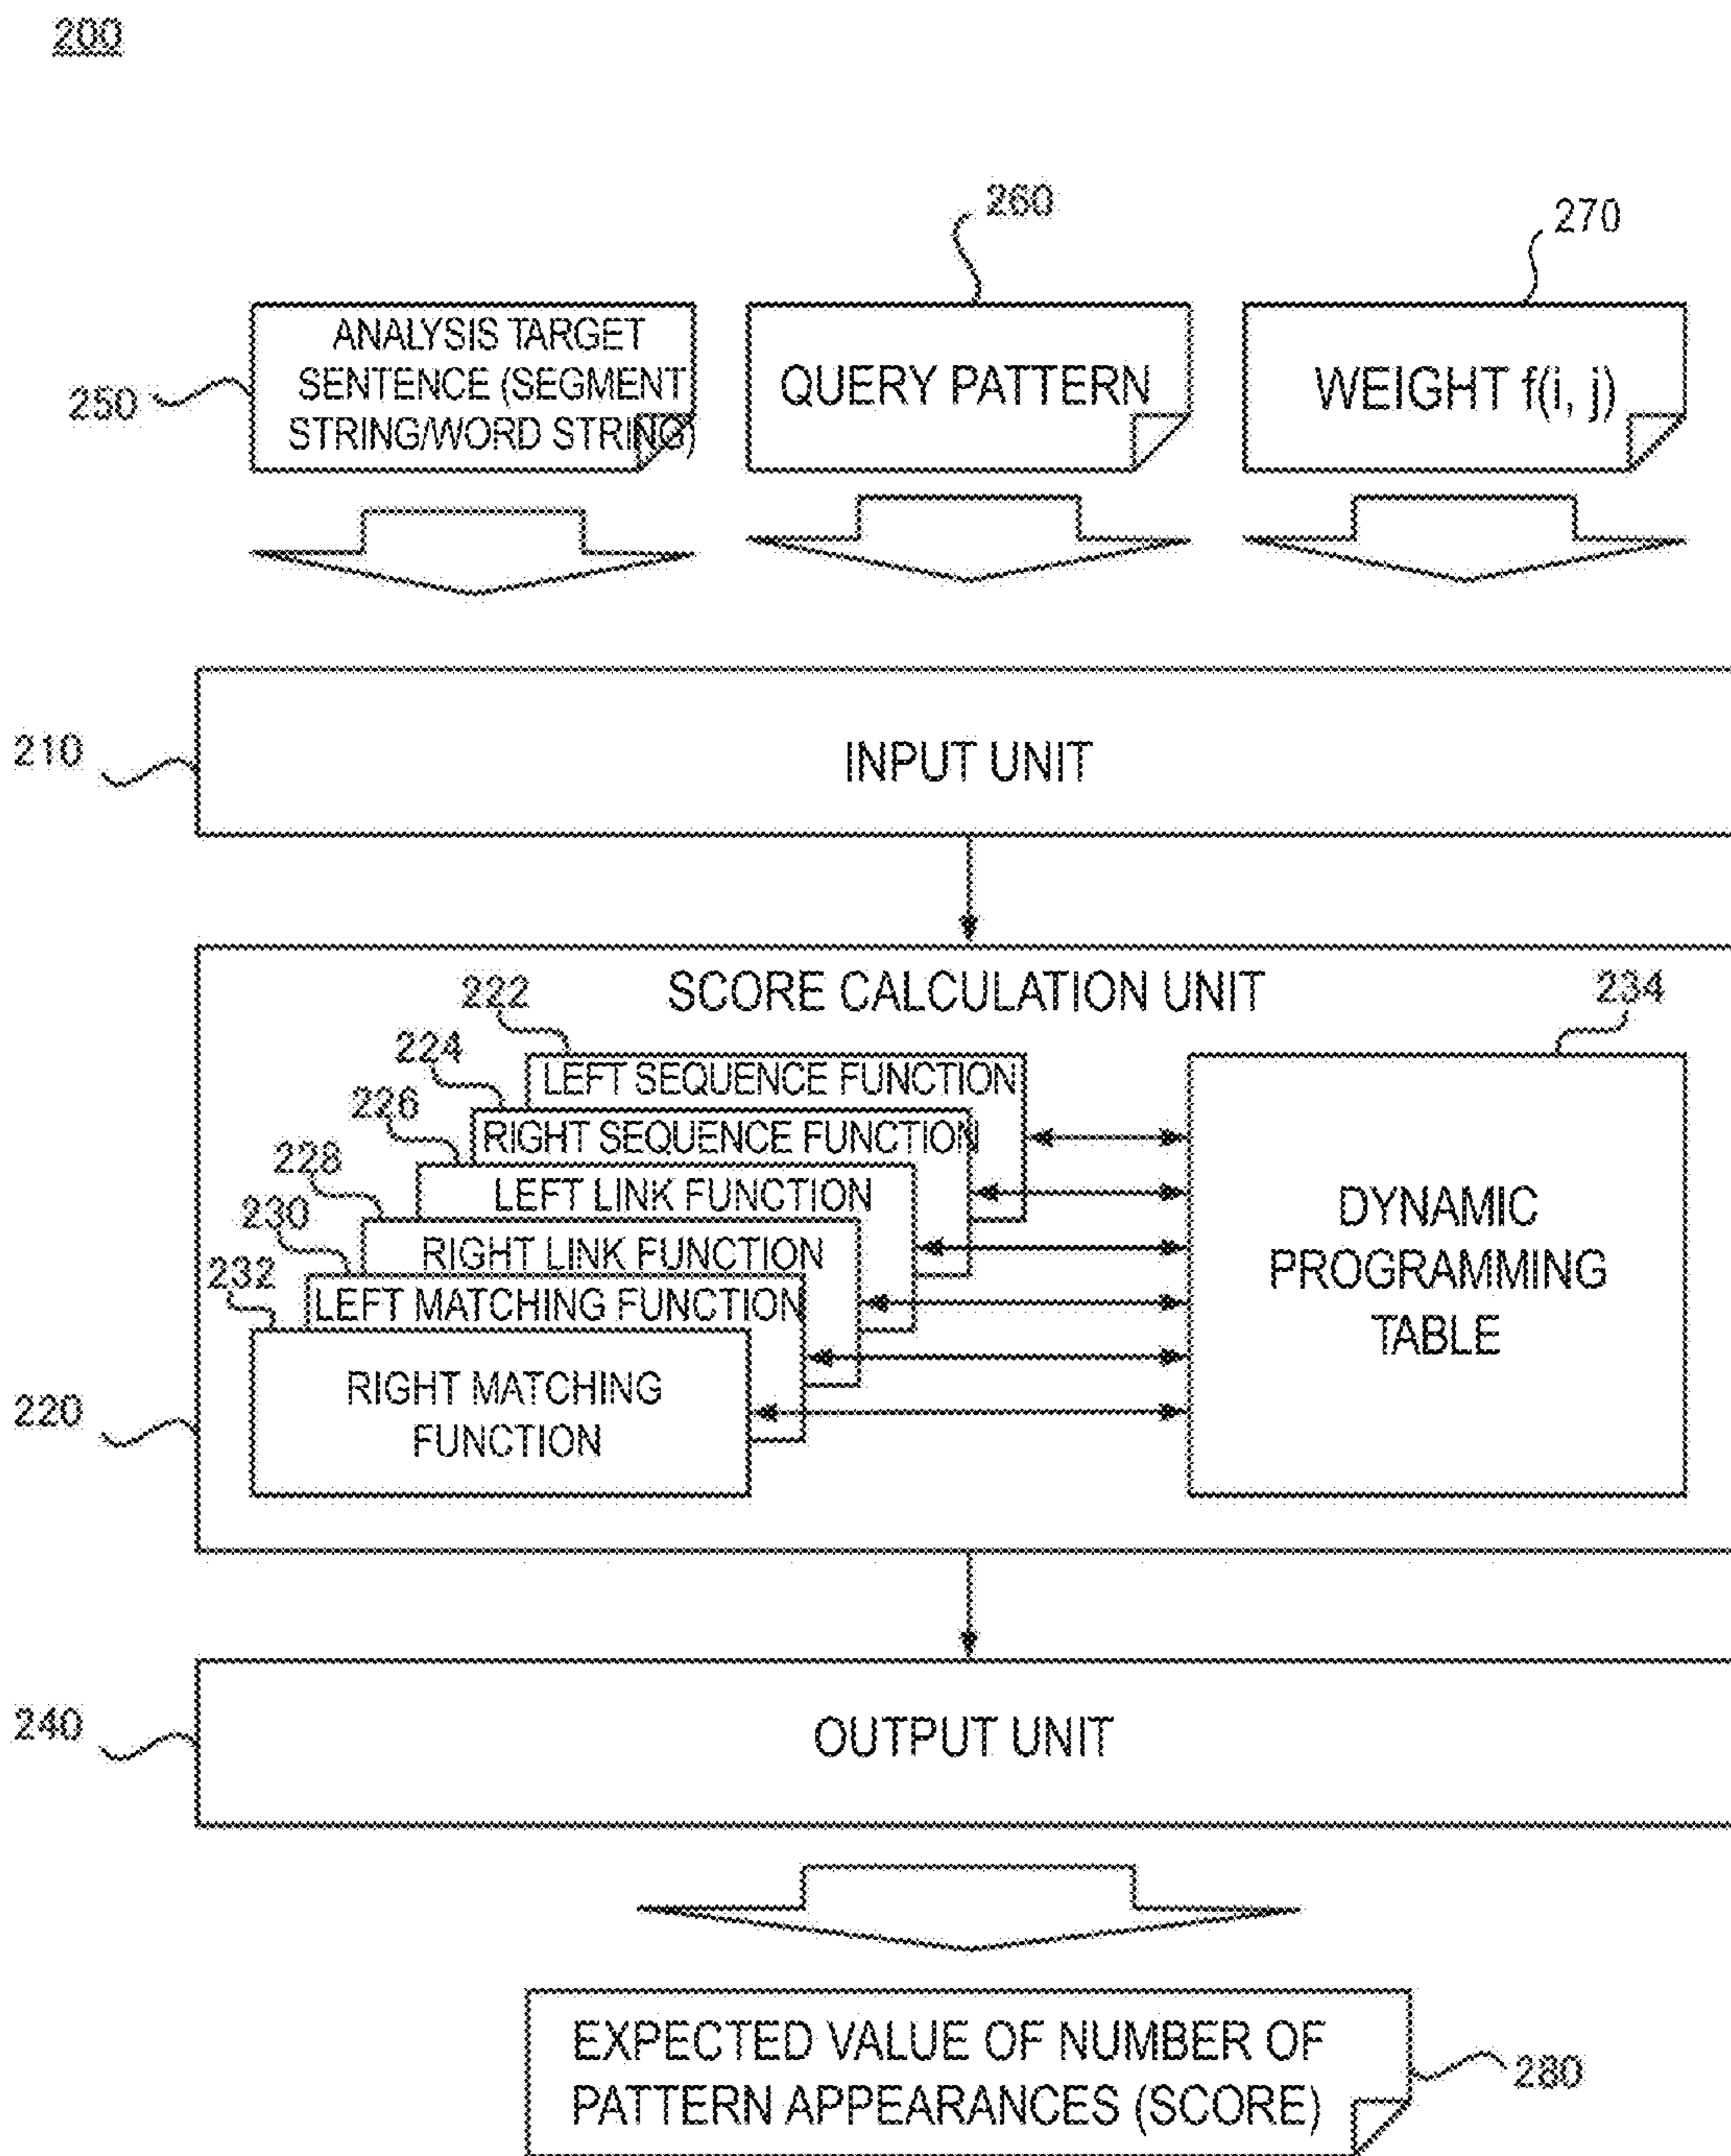 200
260
270
ANALYSIS TARGET
SENTENCE (SEGMENT
STRING/WORD STRING)
250
QUERY PATTERN
WEIGHT f(i, j)
210
INPUT UNIT
SCORE CALCULATION UNIT
222
234
224
LEFT SEQUENCE FUNCTION
226
RIGHT SEQUENCE FUNCTION
228
LEFT LINK FUNCTION
230
RIGHT LINK FUNCTION
232
LEFT MATCHING FUNCTION
RIGHT MATCHING
FUNCTION
DYNAMIC
PROGRAMMING
TABLE
220
240
OUTPUT UNIT
EXPECTED VALUE OF NUMBER OF
PATTERN APPEARANCES (SCORE)
280